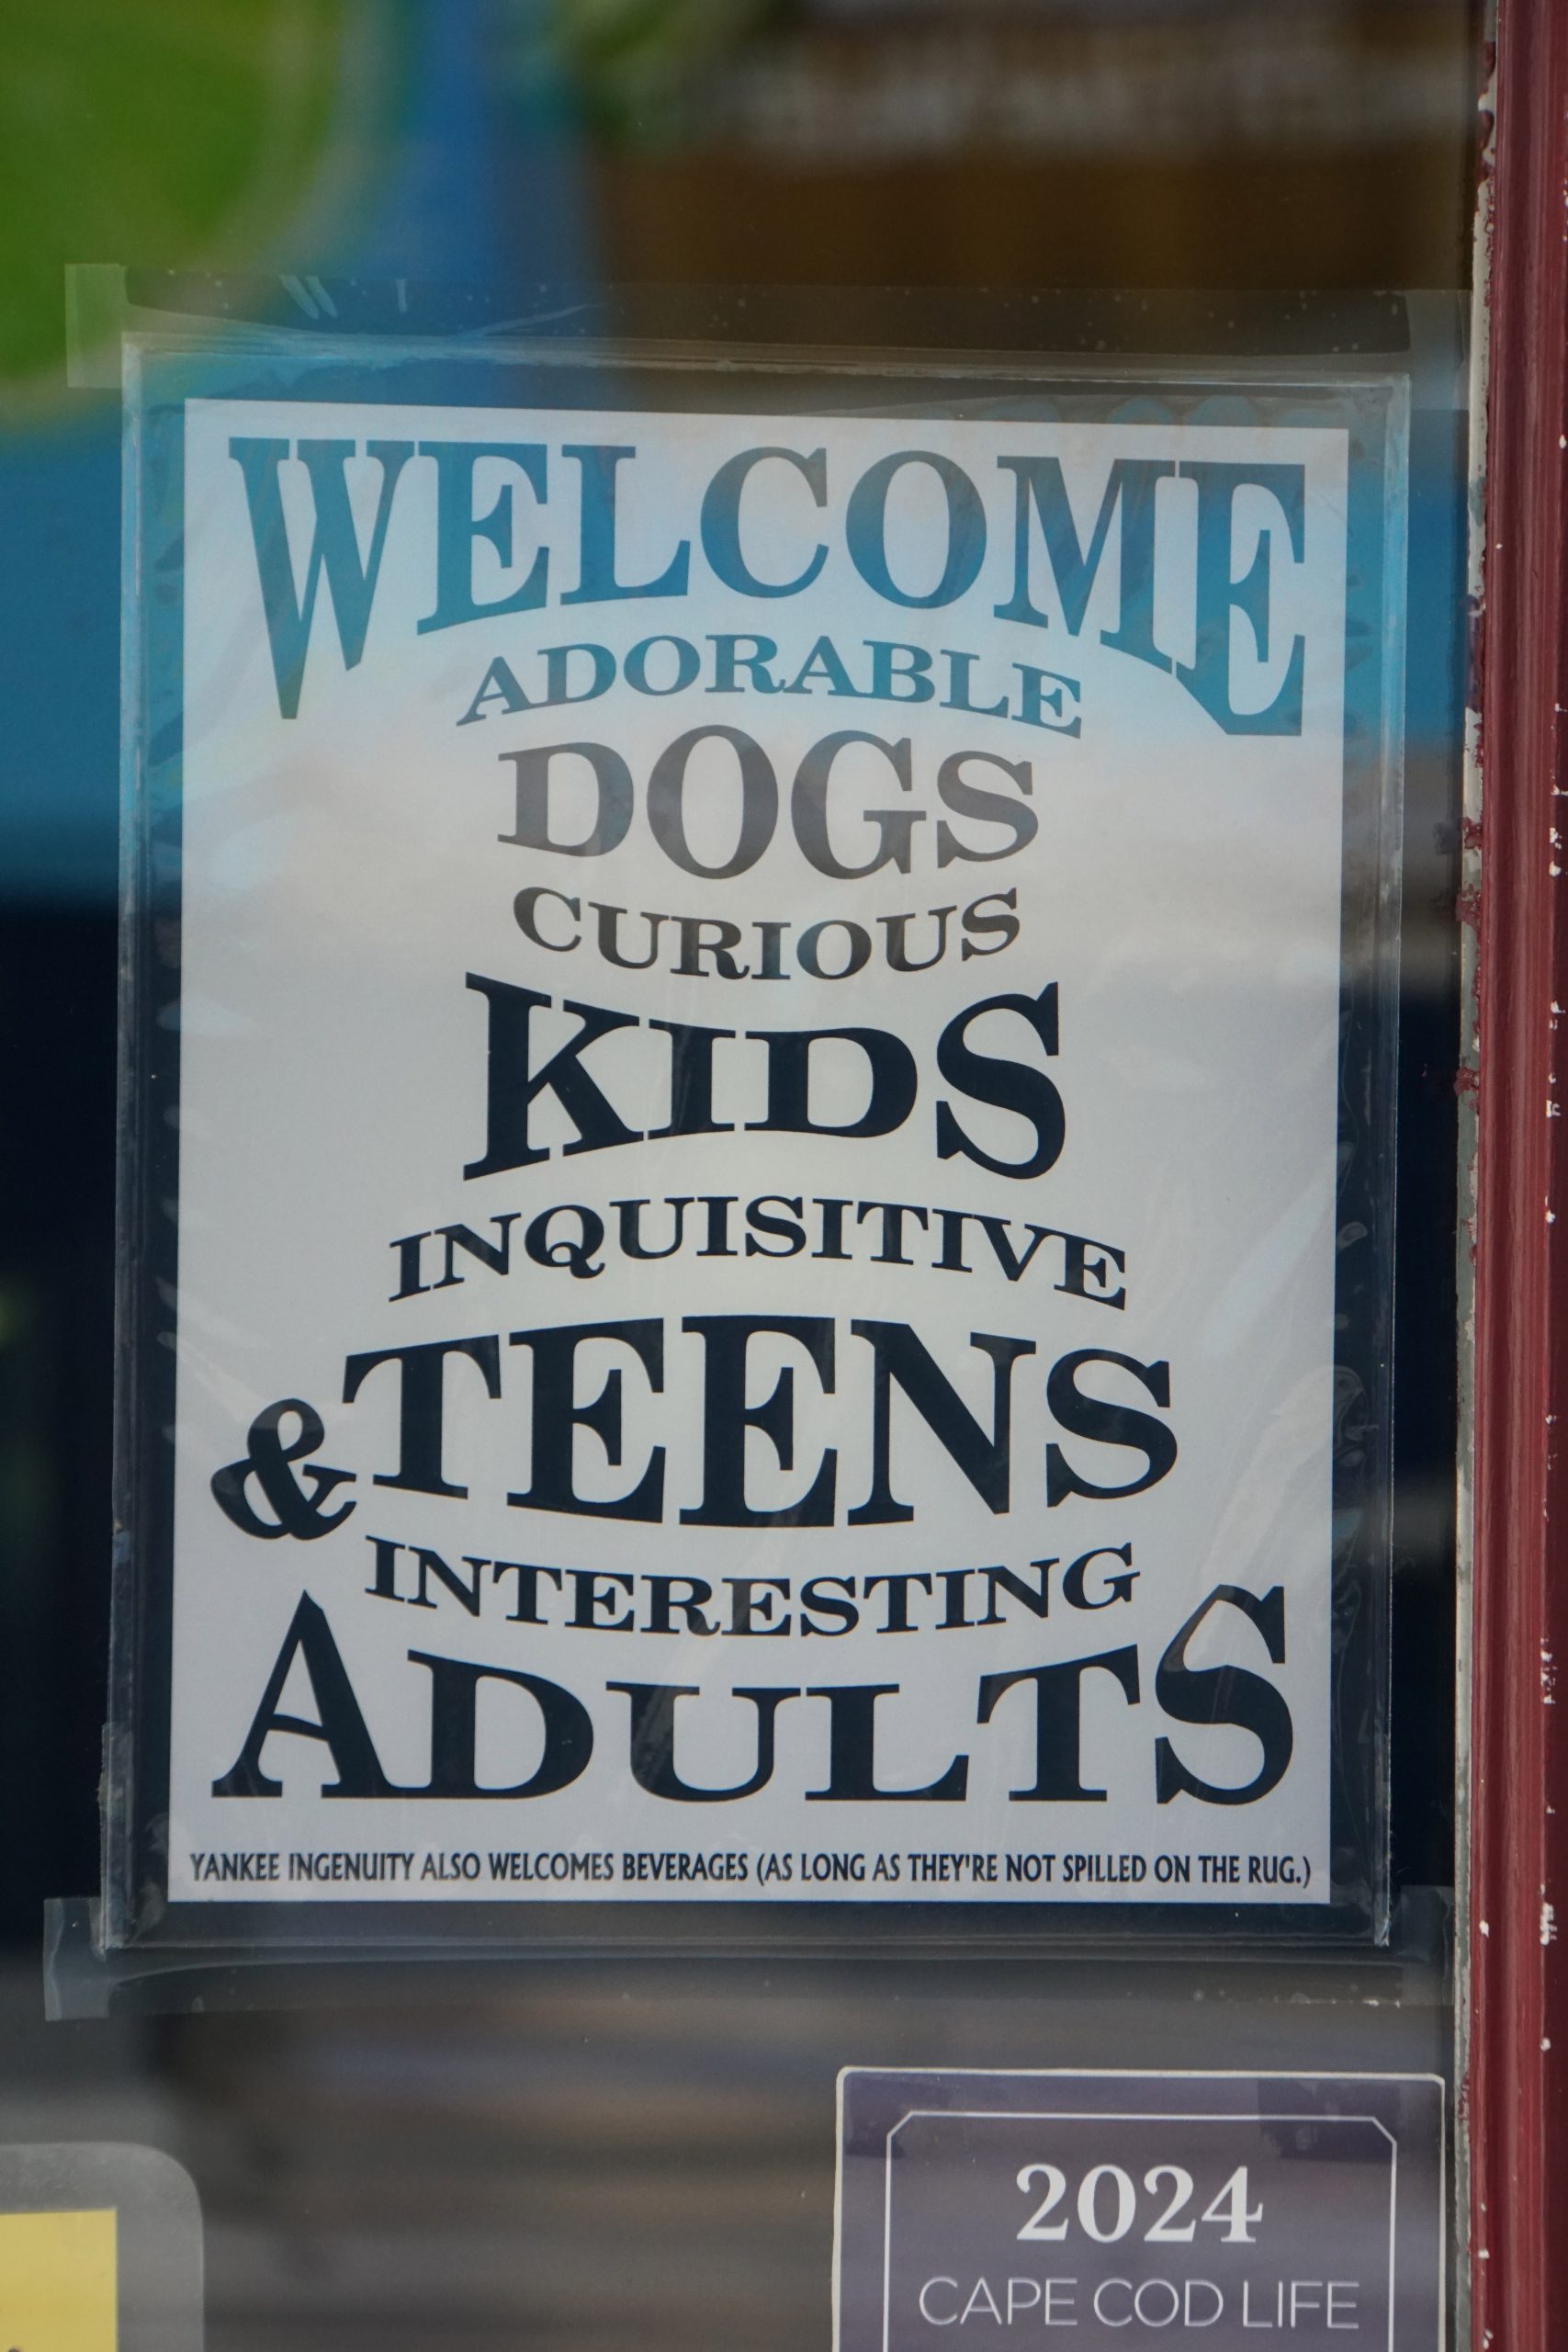 WELCOME
ADORABLE
DOGS
CURIOUS
KIDS
INQUISITIVE
TEENS
&
INTERESTING
ADULTS
YANKEE INGENUITY ALSO WELCOMES BEVERAGES (AS LONG AS THEY'RE NOT SPILLED ON THE RUG.)
2024
CAPE COD LIFE